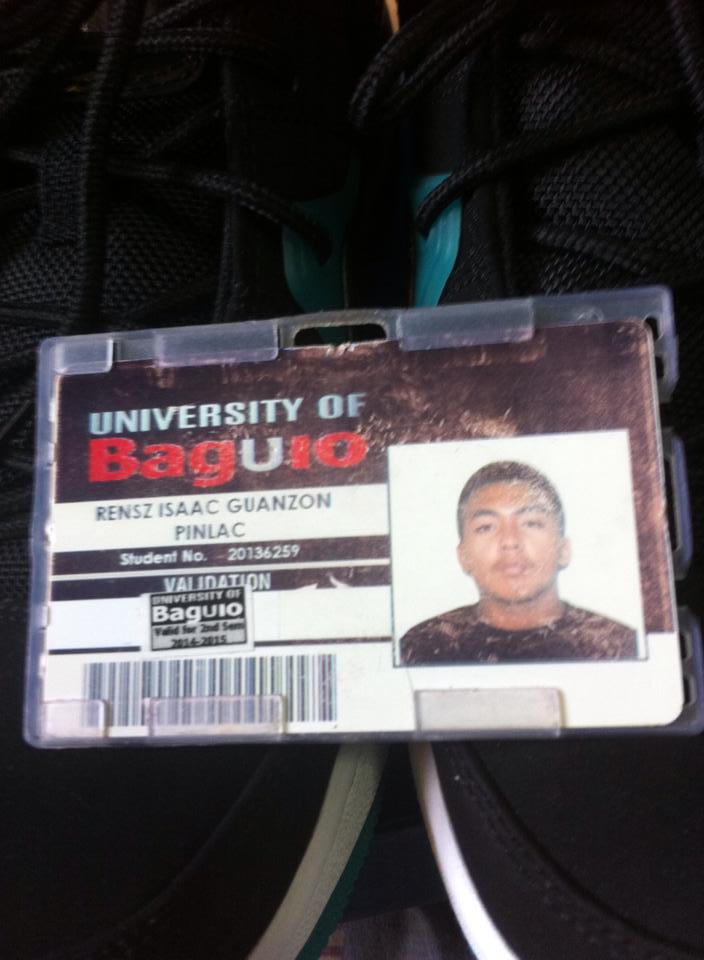 UNIVERSITY OF
BaguIO
RENSZ ISAAC GUANZON
PINLAC
Student No. 20136259
VALIDATION
UNIVERSITY OF
BaguIO
Valid for 2nd Sem
2014-2015